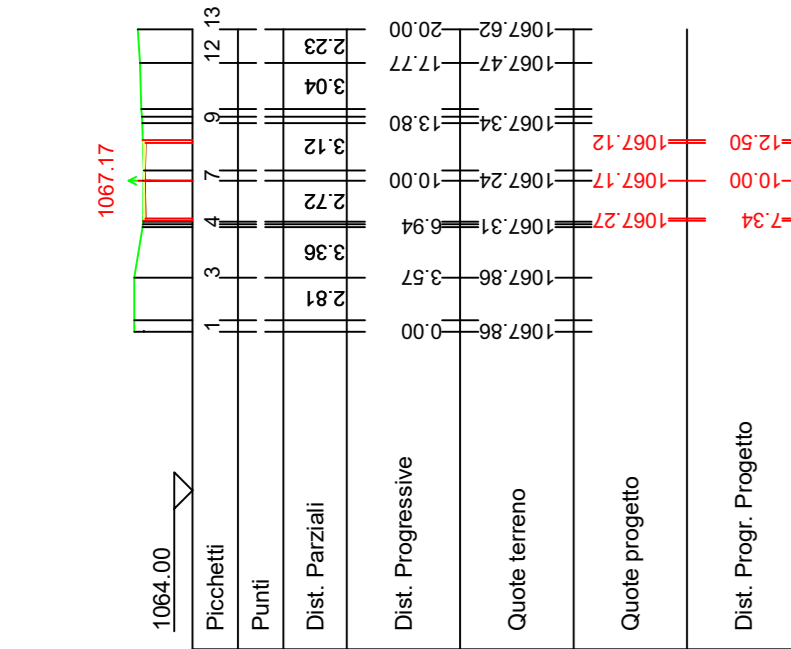 1067.17
1064.00
Picchetti 1 3 4 7 9 12 13
Punti
Dist. Parziali 2.81 3.36 2.72 3.12 3.04 2.23
Dist. Progressive 0.00 3.57 6.94 10.00 13.80 17.77 20.00
Quote terreno 1067.86 1067.86 1067.31 1067.24 1067.34 1067.47 1067.62
Quote progetto 1067.27 1067.17 1067.12
Dist. Progr. Progetto 7.34 10.00 12.50